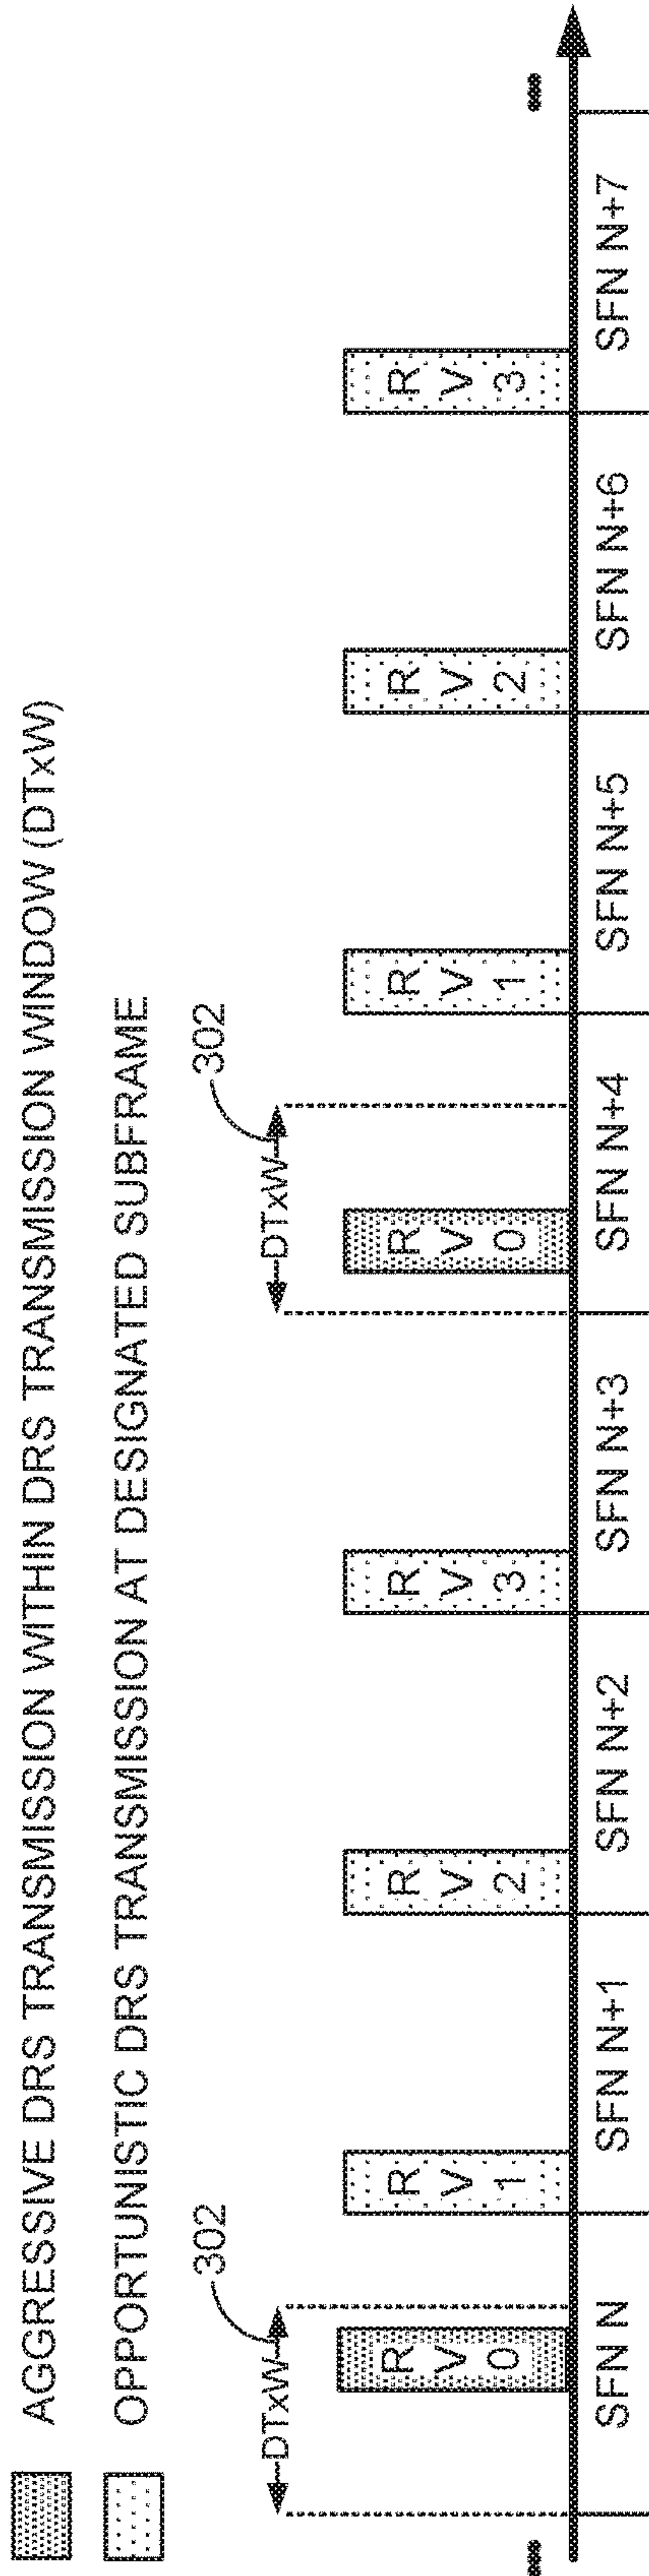 AGGRESSIVE DRS TRANSMISSION WITHIN DRS TRANSMISSION WINDOW (DTxW)
OPPORTUNISTIC DRS TRANSMISSION AT DESIGNATED SUBFRAME
302
302
DTxW
DTxW
RV0
RV1
RV2
RV3
RV0
RV1
RV2
RV3
SFN N
SFN N+1
SFN N+2
SFN N+3
SFN N+4
SFN N+5
SFN N+6
SFN N+7